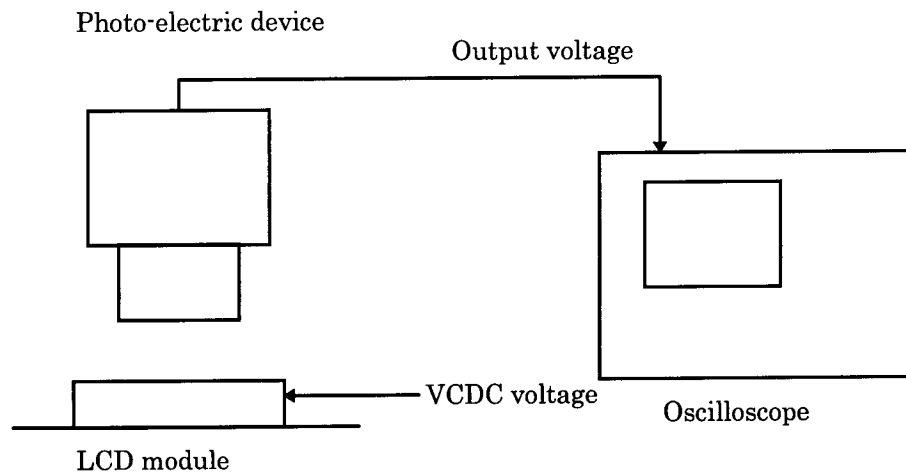 Photo-electric device
Output voltage
VCDC voltage
Oscilloscope
LCD module